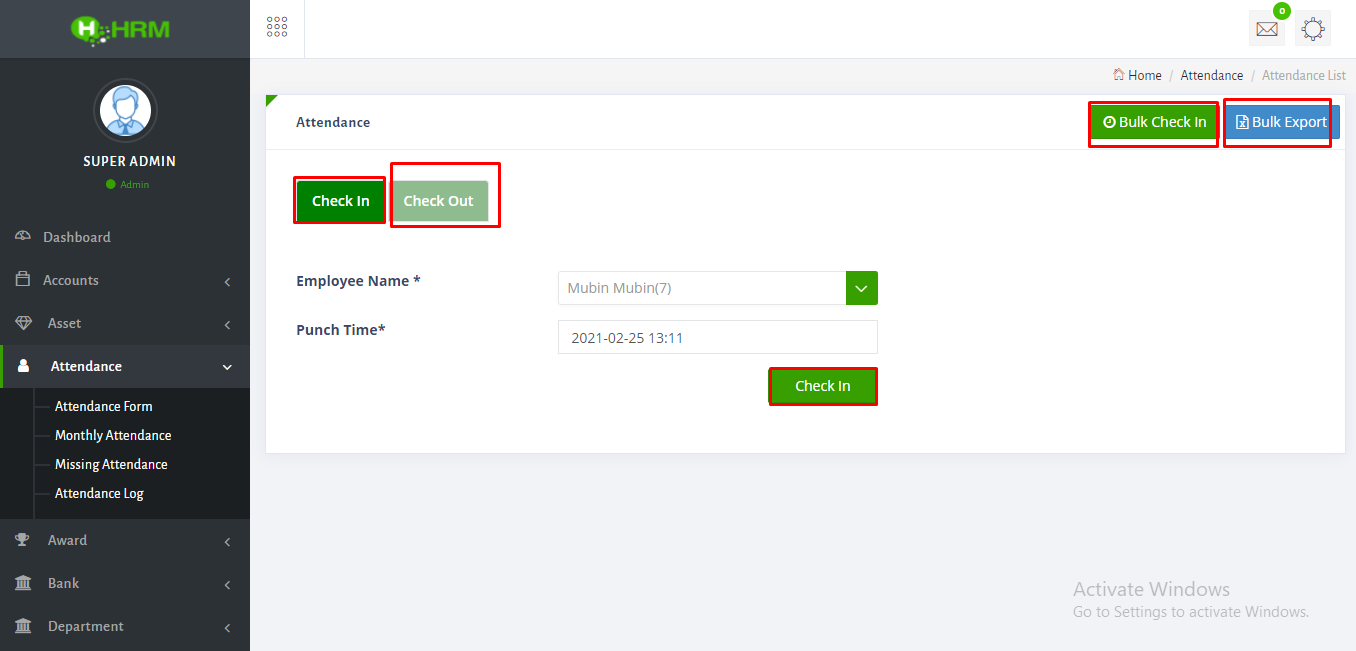 HRM
0
Home / Attendance / Attendance List
SUPER ADMIN
Admin
Dashboard
Accounts
Asset
Attendance
Attendance Form
Monthly Attendance
Missing Attendance
Attendance Log
Award
Bank
Department
Attendance
Bulk Check In
Bulk Export
Check In
Check Out
Employee Name *
Mubin Mubin(7)
Punch Time*
2021-02-25 13:11
Check In
Activate Windows
Go to Settings to activate Windows.